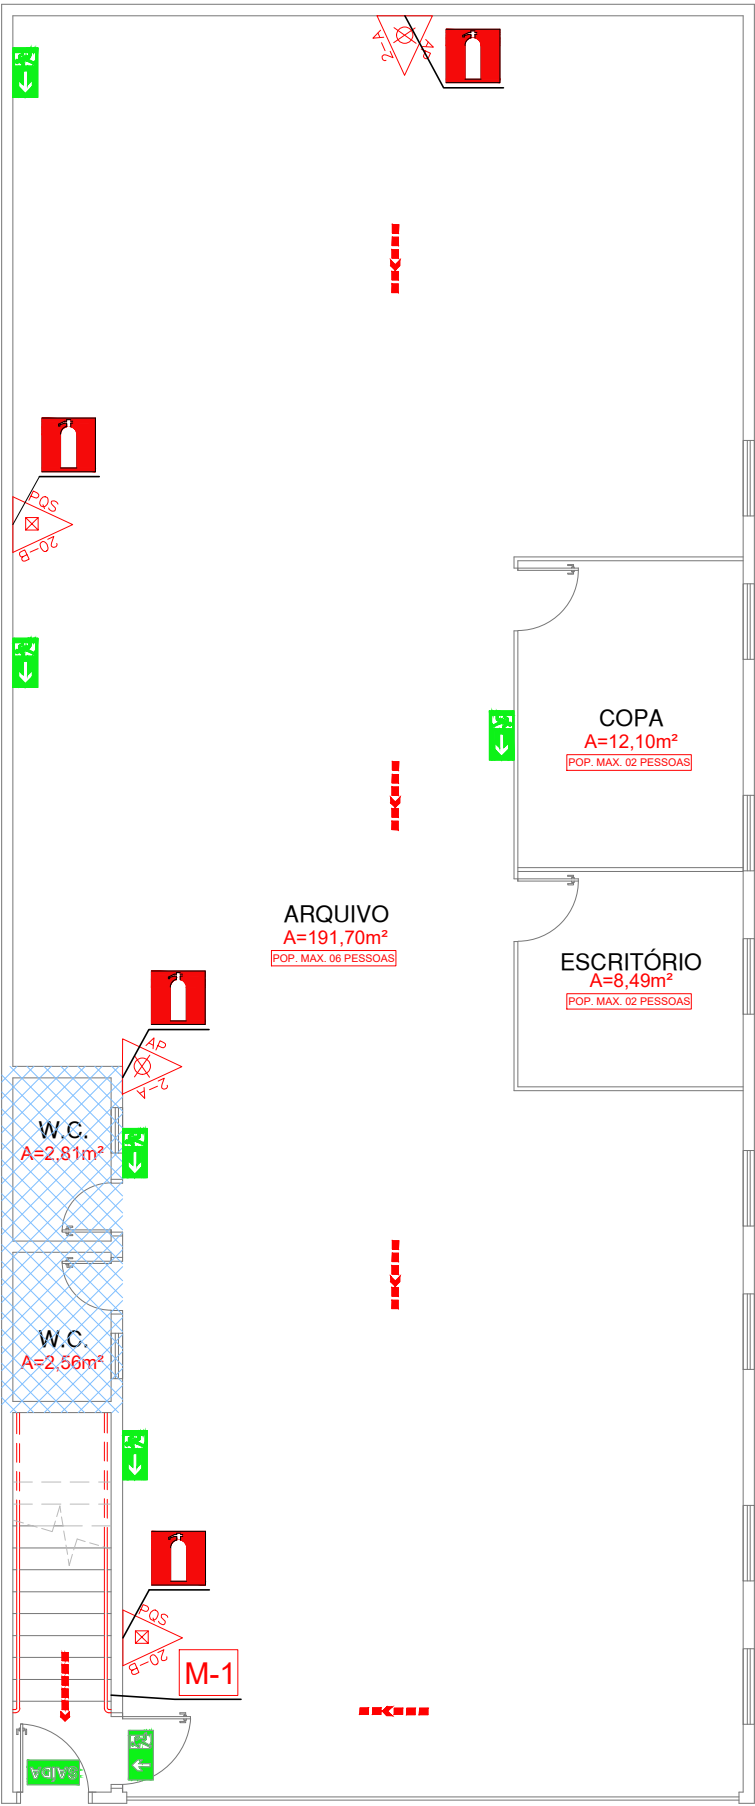 2-A
AP
PQS
20-B
COPA
A=12,10m²
POP. MAX. 02 PESSOAS
ARQUIVO
A=191,70m²
POP. MAX. 06 PESSOAS
ESCRITÓRIO
A=8,49m²
POP. MAX. 02 PESSOAS
AP
2-A
W.C.
A=2,81m²
W.C.
A=2,56m²
PQS
20-B
M-1
SAÍDA